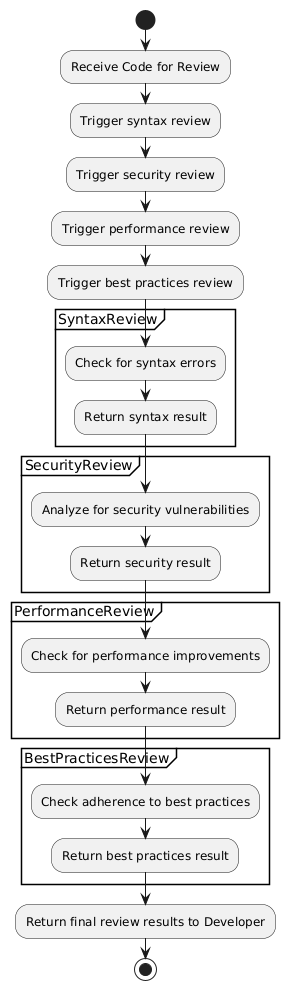 Receive Code for Review
Trigger syntax review
Trigger security review
Trigger performance review
Trigger best practices review
SyntaxReview
Check for syntax errors
Return syntax result
SecurityReview
Analyze for security vulnerabilities
Return security result
PerformanceReview
Check for performance improvements
Return performance result
BestPracticesReview
Check adherence to best practices
Return best practices result
Return final review results to Developer